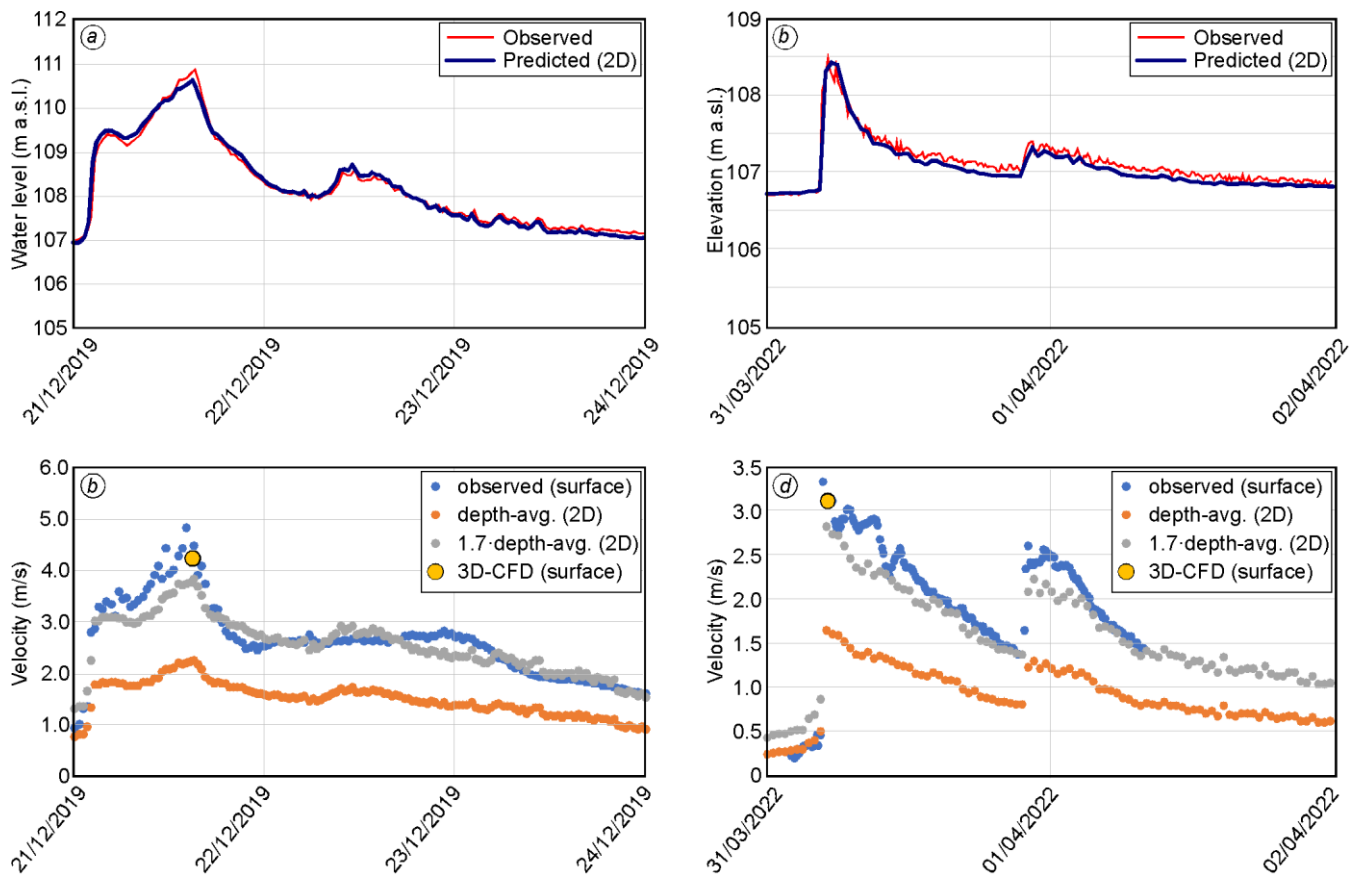 a
Observed
Predicted (2D)
Water level (m a.s.l.)
112
111
110
109
108
107
106
105
21/12/2019
22/12/2019
23/12/2019
24/12/2019
b
Observed
Predicted (2D)
Elevation (m a.sl.)
109
108
107
106
105
31/03/2022
01/04/2022
02/04/2022
b
observed (surface)
depth-avg. (2D)
1.7·depth-avg. (2D)
3D-CFD (surface)
Velocity (m/s)
6.0
5.0
4.0
3.0
2.0
1.0
0
21/12/2019
22/12/2019
23/12/2019
24/12/2019
d
observed (surface)
depth-avg. (2D)
1.7·depth-avg. (2D)
3D-CFD (surface)
Velocity (m/s)
3.5
3.0
2.5
2.0
1.5
1.0
0.5
0
31/03/2022
01/04/2022
02/04/2022